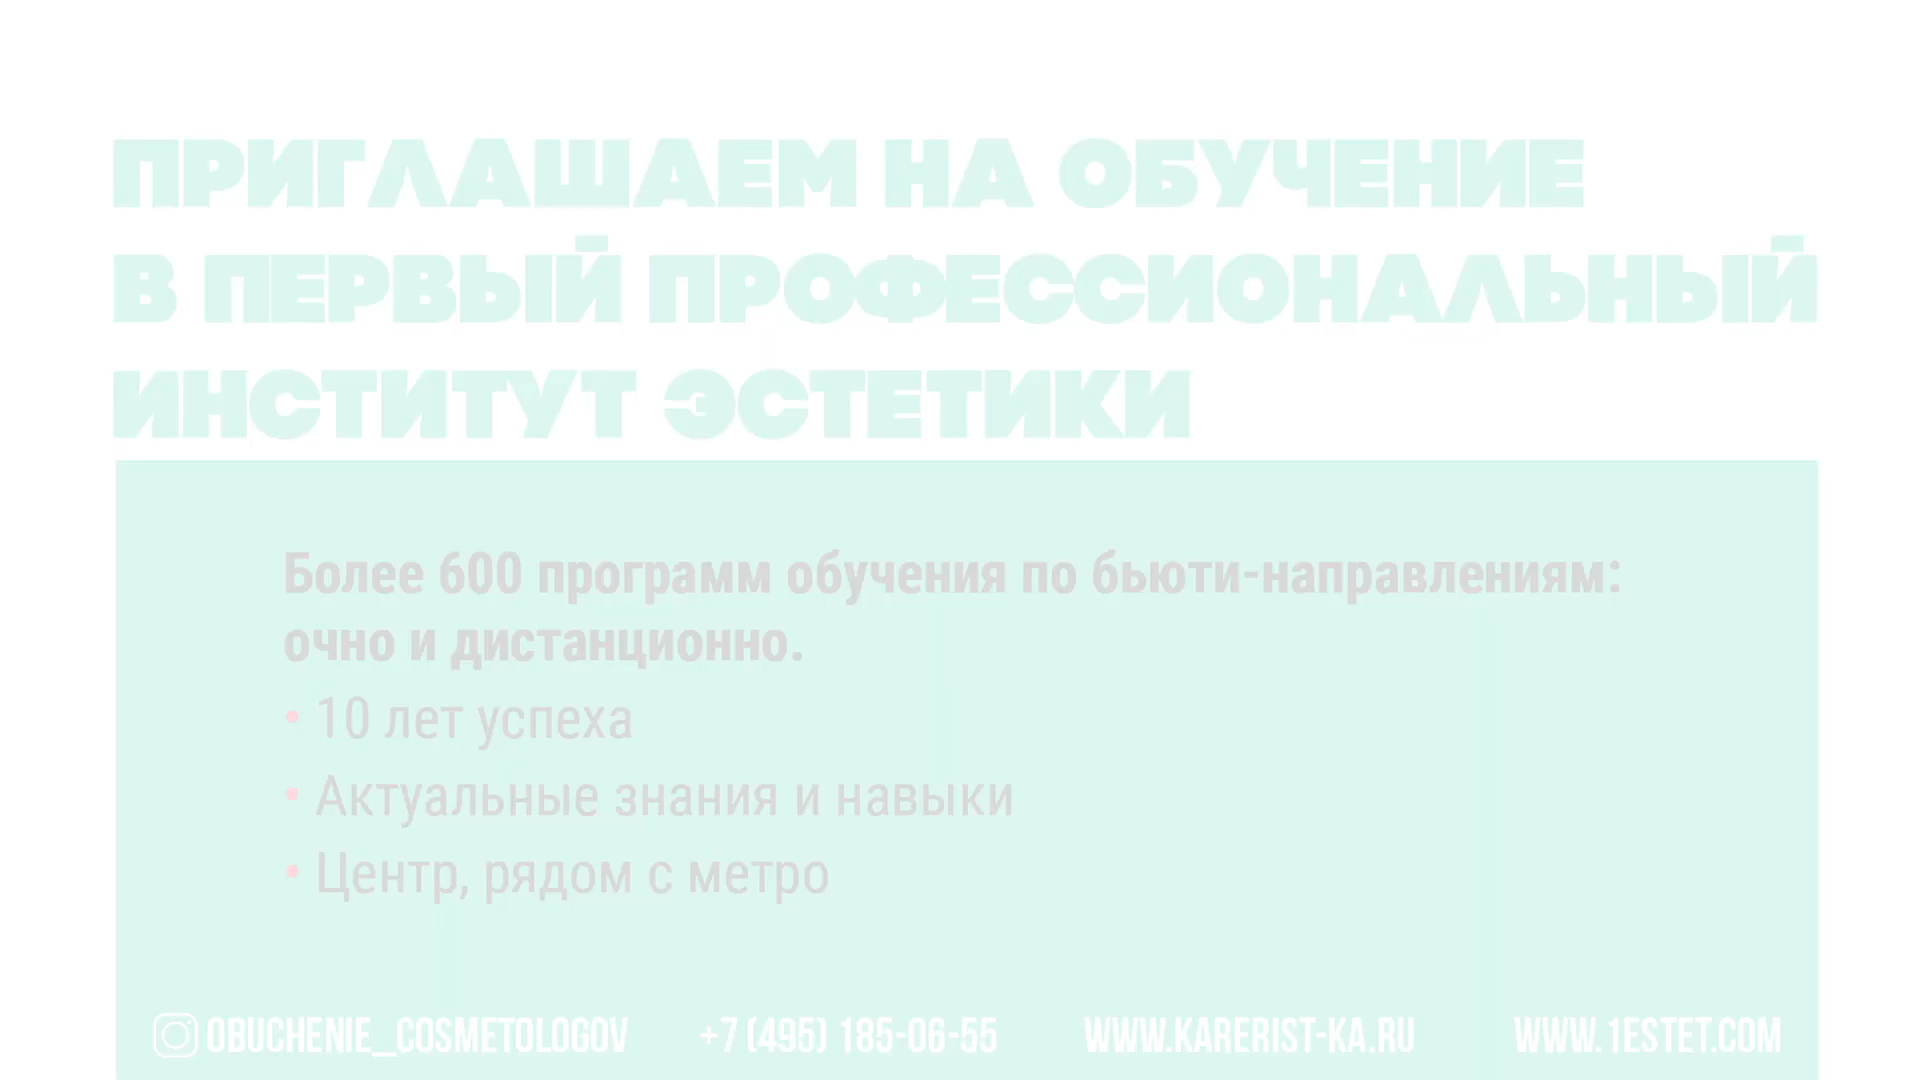 ПРИГЛАШАЕМ НА ОБУЧЕНИЕ
В ПЕРВЫЙ ПРОФЕССИОНАЛЬНЫЙ
ИНСТИТУТ ЭСТЕТИКИ
Более 600 программ обучения по бьюти-направлениям:
очно и дистанционно.
• 10 лет успеха
• Актуальные знания и навыки
• Центр, рядом с метро
OBUCHENIE_COSMETOLOGOV +7 (495) 185-06-55 WWW.KARERIST-KA.RU WWW.1ESTET.COM